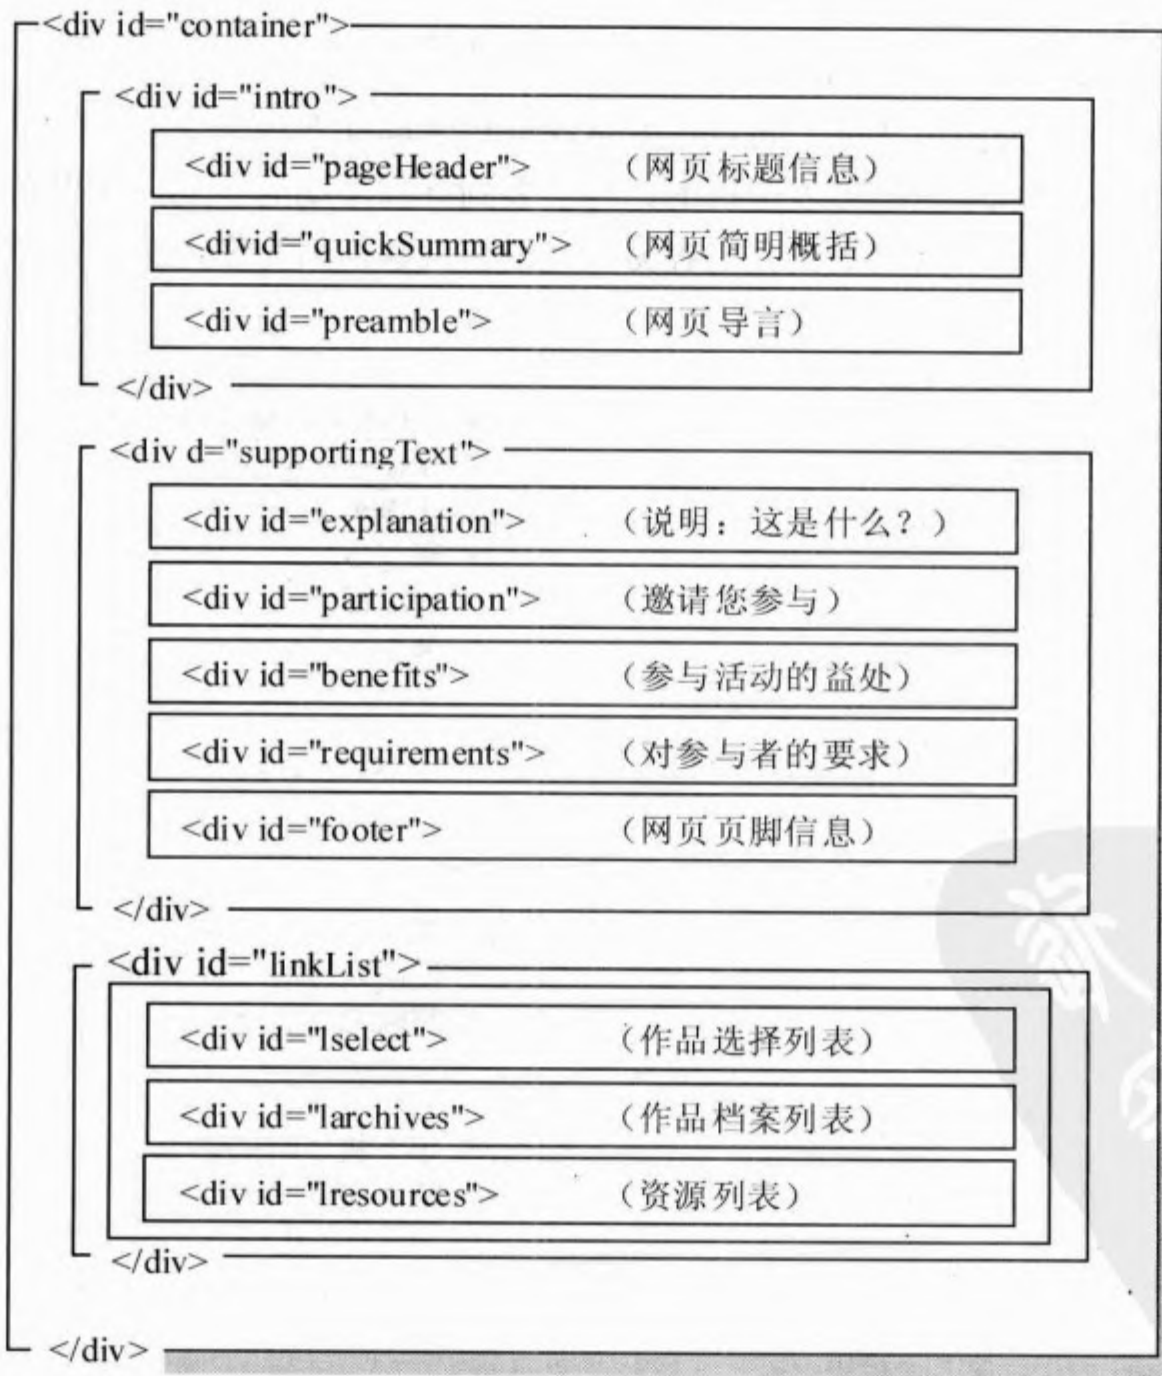 <div id="container">
<div id="intro">
<div id="pageHeader"> （网页标题信息）
<divid="quickSummary"> （网页简明概括）
<div id="preamble"> （网页导言）
</div>
<div d="supportingText">
<div id="explanation"> （说明：这是什么？）
<div id="participation"> （邀请您参与）
<div id="benefits"> （参与活动的益处）
<div id="requirements"> （对参与者的要求）
<div id="footer"> （网页页脚信息）
</div>
<div id="linkList">
<div id="lselect"> （作品选择列表）
<div id="larchives"> （作品档案列表）
<div id="lresources"> （资源列表）
</div>
</div>